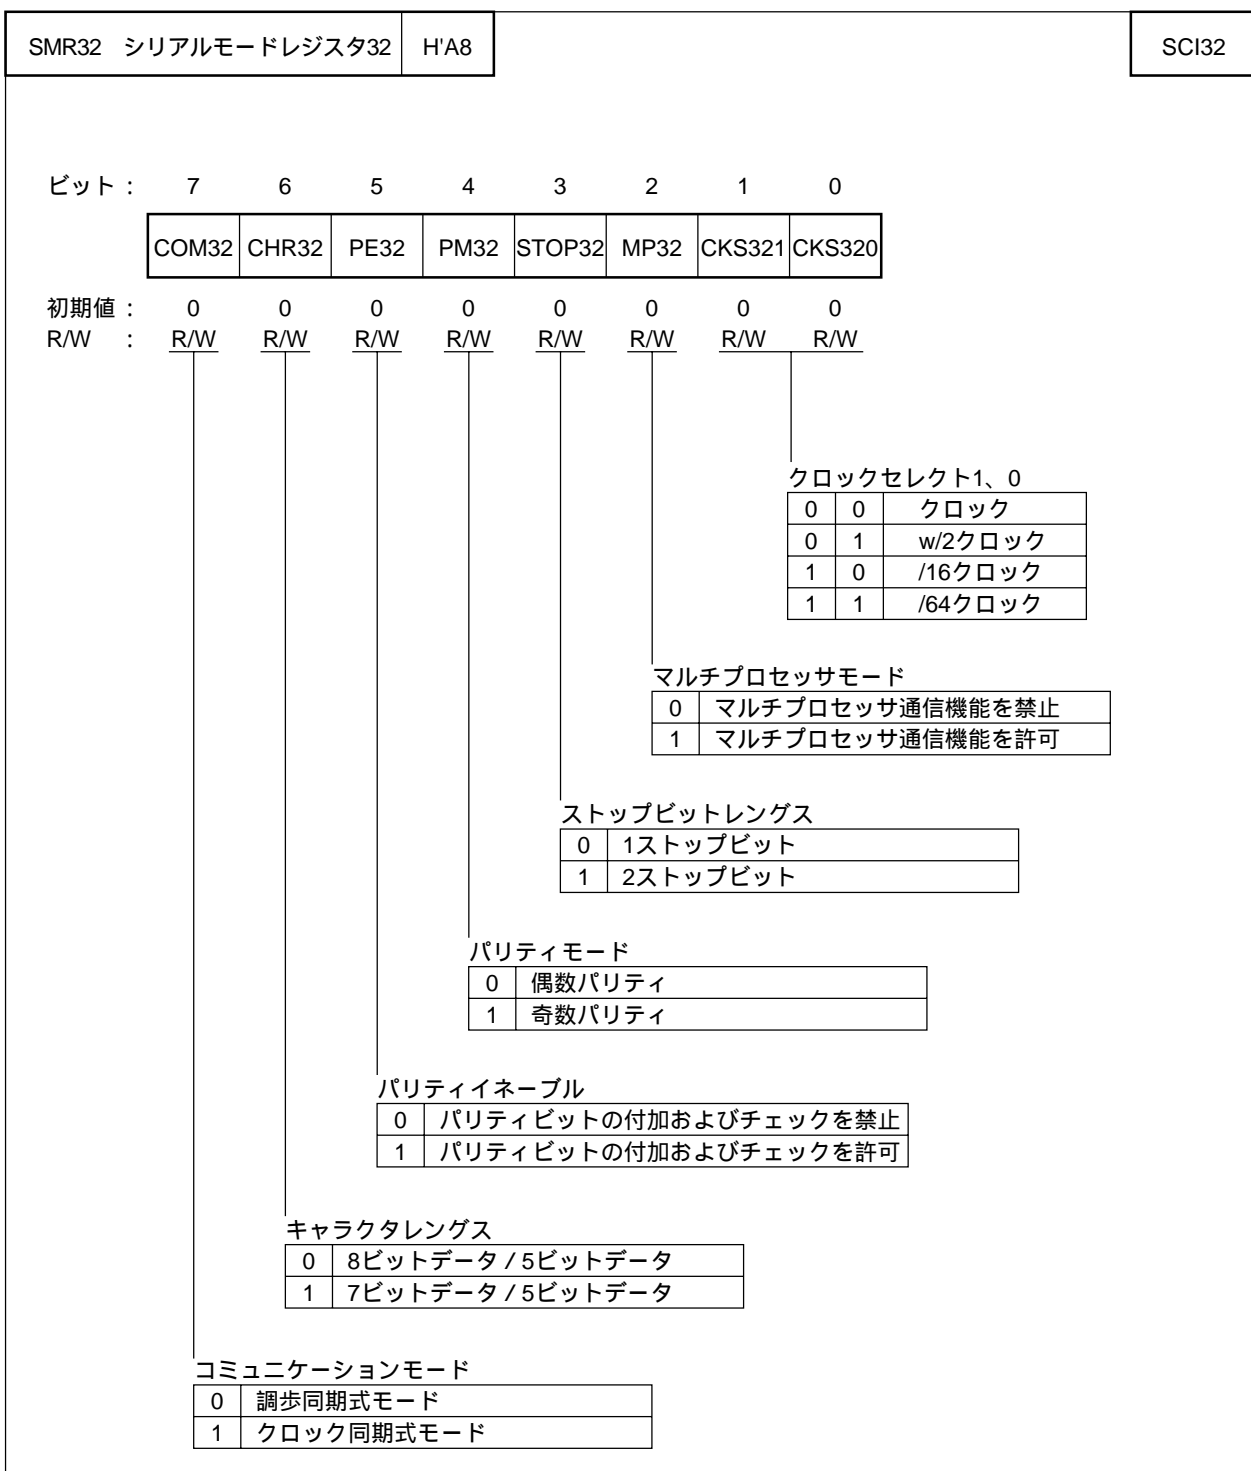 SMR32 シリアルモードレジスタ32 H'A8 SCI32
ビット： 7 6 5 4 3 2 1 0
COM32 CHR32 PE32 PM32 STOP32 MP32 CKS321 CKS320
初期値： 0 0 0 0 0 0 0 0
R/W ： R/W R/W R/W R/W R/W R/W R/W R/W
クロックセレクト1、0
0 0 クロック
0 1 w/2クロック
1 0 /16クロック
1 1 /64クロック
マルチプロセッサモード
0 マルチプロセッサ通信機能を禁止
1 マルチプロセッサ通信機能を許可
ストップビットレングス
0 1ストップビット
1 2ストップビット
パリティモード
0 偶数パリティ
1 奇数パリティ
パリティイネーブル
0 パリティビットの付加およびチェックを禁止
1 パリティビットの付加およびチェックを許可
キャラクタレングス
0 8ビットデータ / 5ビットデータ
1 7ビットデータ / 5ビットデータ
コミュニケーションモード
0 調歩同期式モード
1 クロック同期式モード